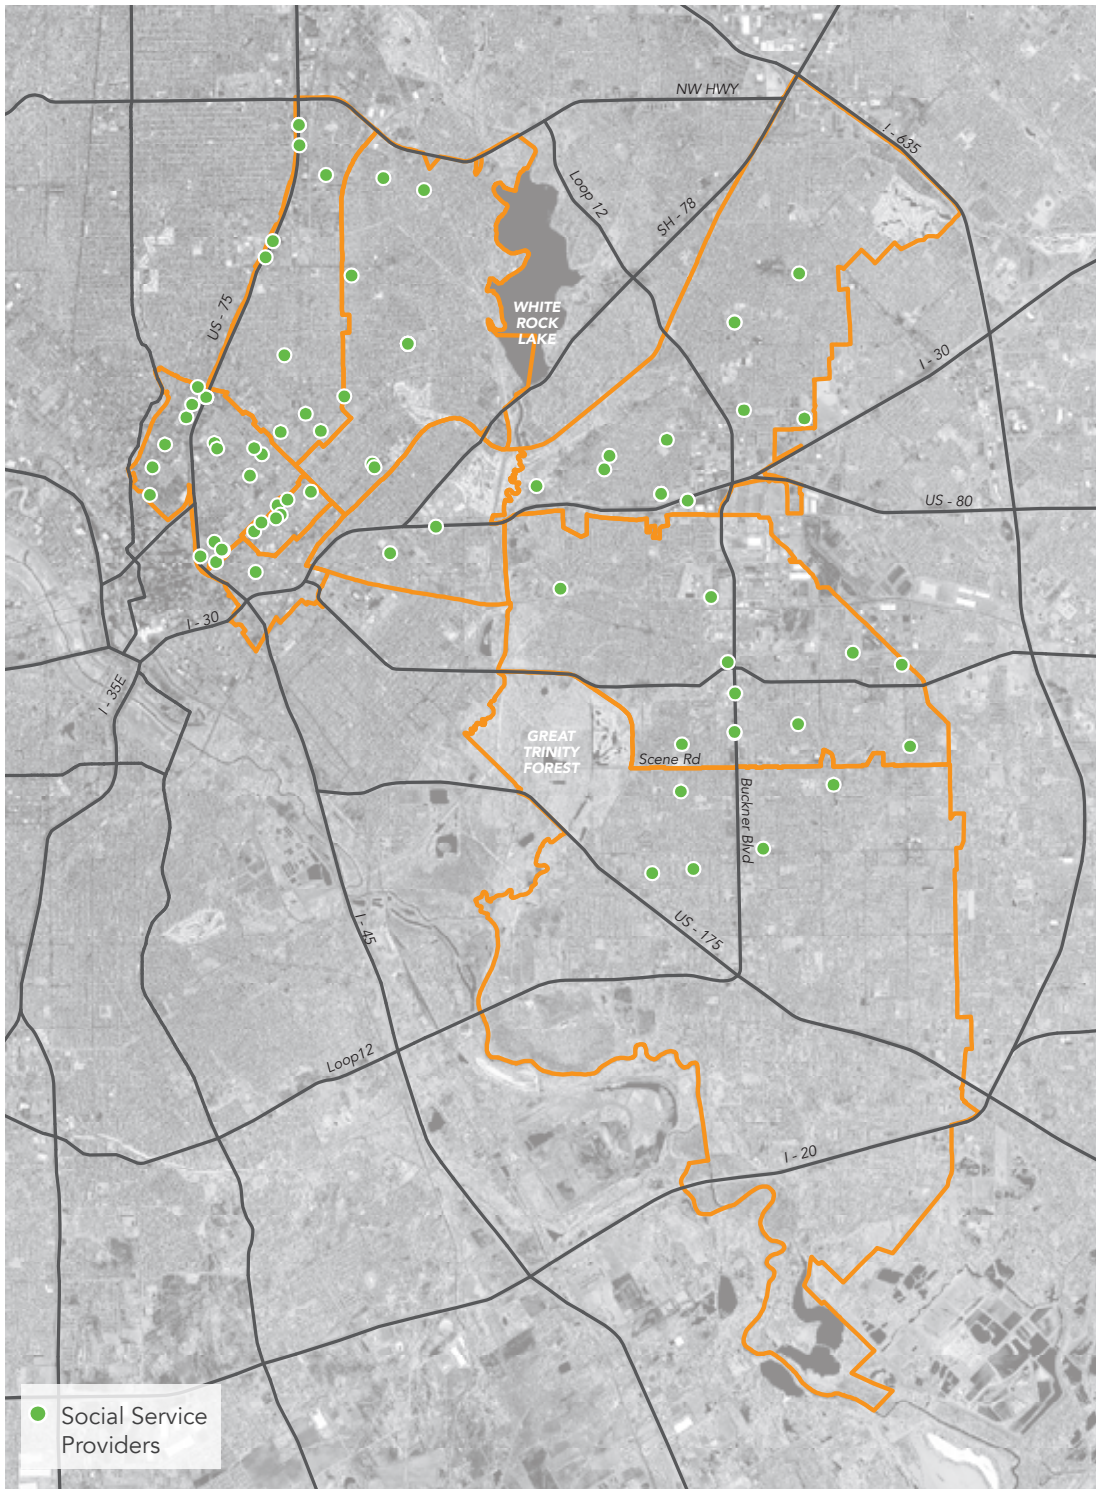 NW HWY
I - 635
Loop 12
SH - 78
US - 75
WHITE
ROCK
LAKE
I - 30
US - 80
I - 30
I - 35E
GREAT
TRINITY
FOREST
Scene Rd
Buckner Blvd
US - 175
I - 45
Loop12
I - 20
Social Service
Providers